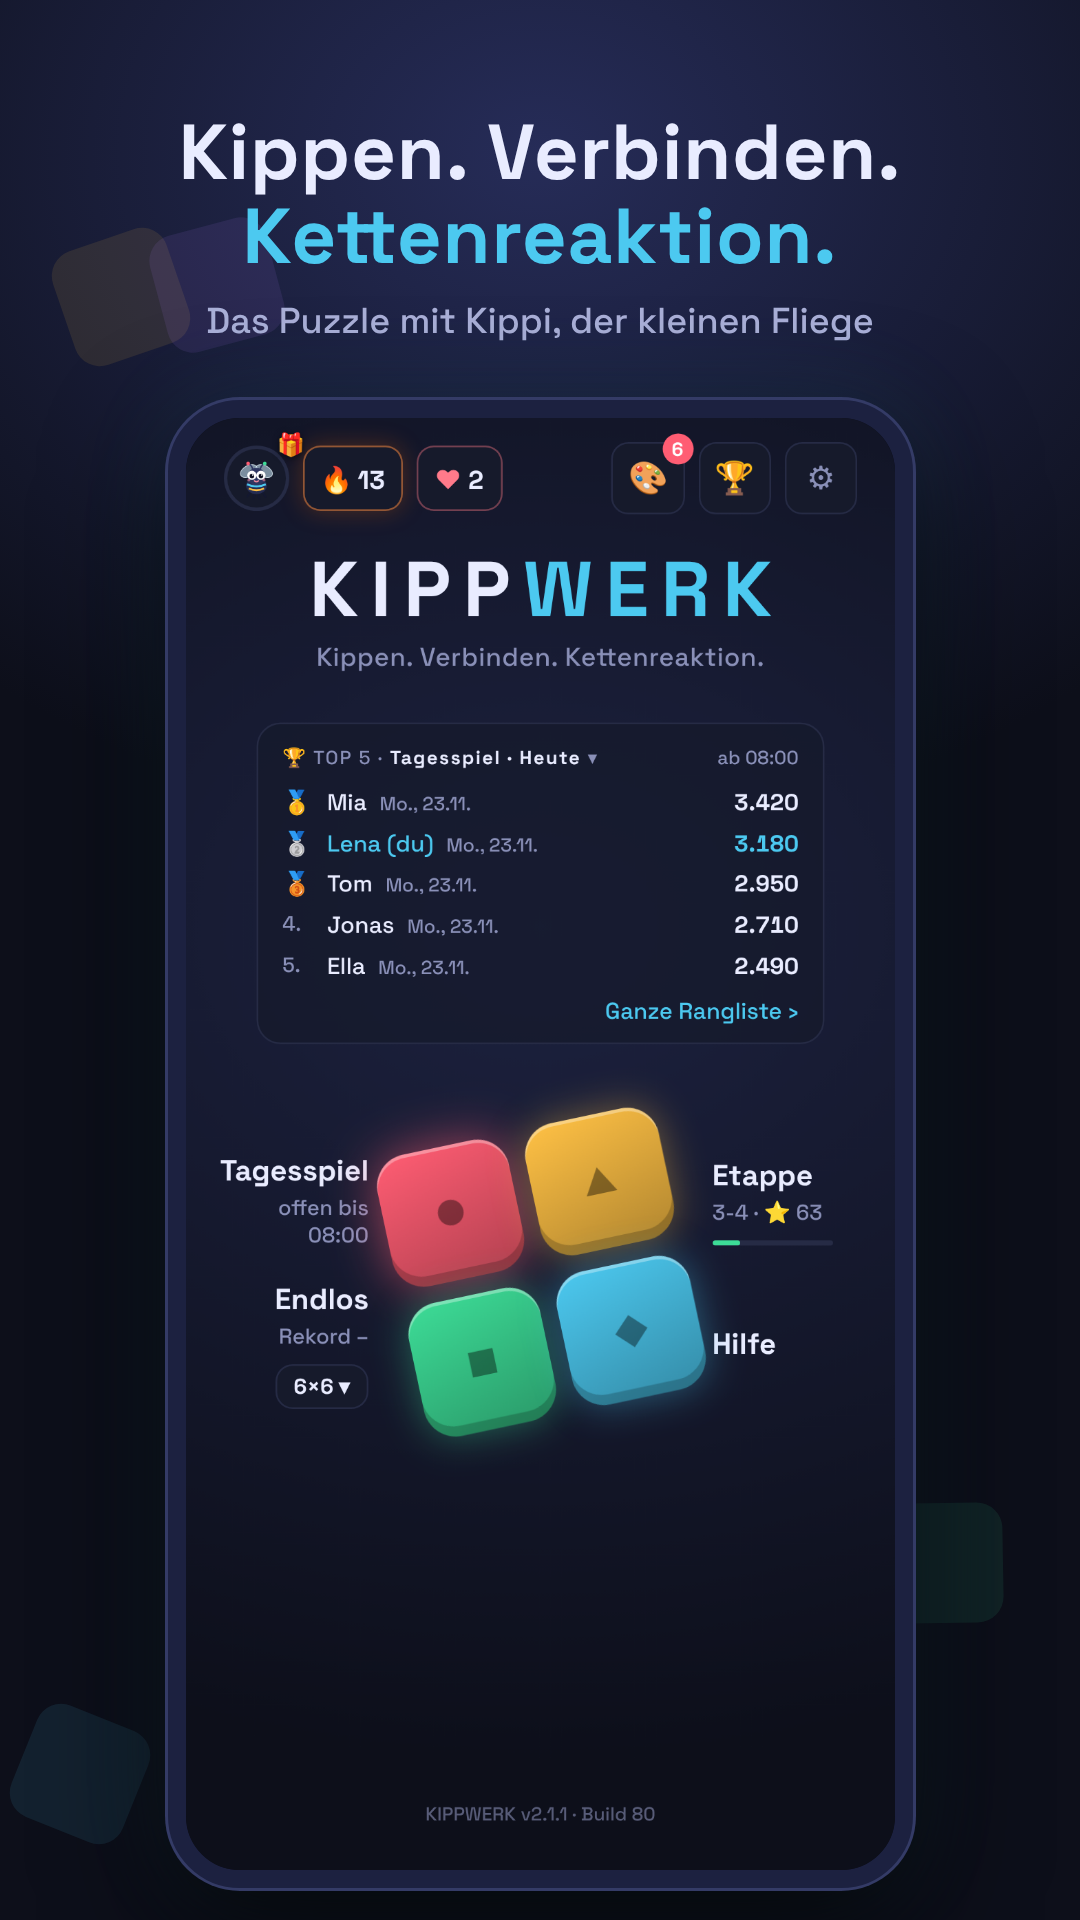 Kippen. Verbinden.
Kettenreaktion.
Das Puzzle mit Kippi, der kleinen Fliege
🔥 13
❤ 2
6
KIPPWERK
Kippen. Verbinden. Kettenreaktion.
🏆 TOP 5 · Tagesspiel · Heute ▾ ab 08:00
🥇 Mia Mo., 23.11. 3.420
🥈 Lena (du) Mo., 23.11. 3.180
🥉 Tom Mo., 23.11. 2.950
4. Jonas Mo., 23.11. 2.710
5. Ella Mo., 23.11. 2.490
Ganze Rangliste >
Tagesspiel
offen bis
08:00
Etappe
3-4 · ⭐ 63
Endlos
Rekord –
6×6 ▾
Hilfe
KIPPWERK v2.1.1 · Build 80